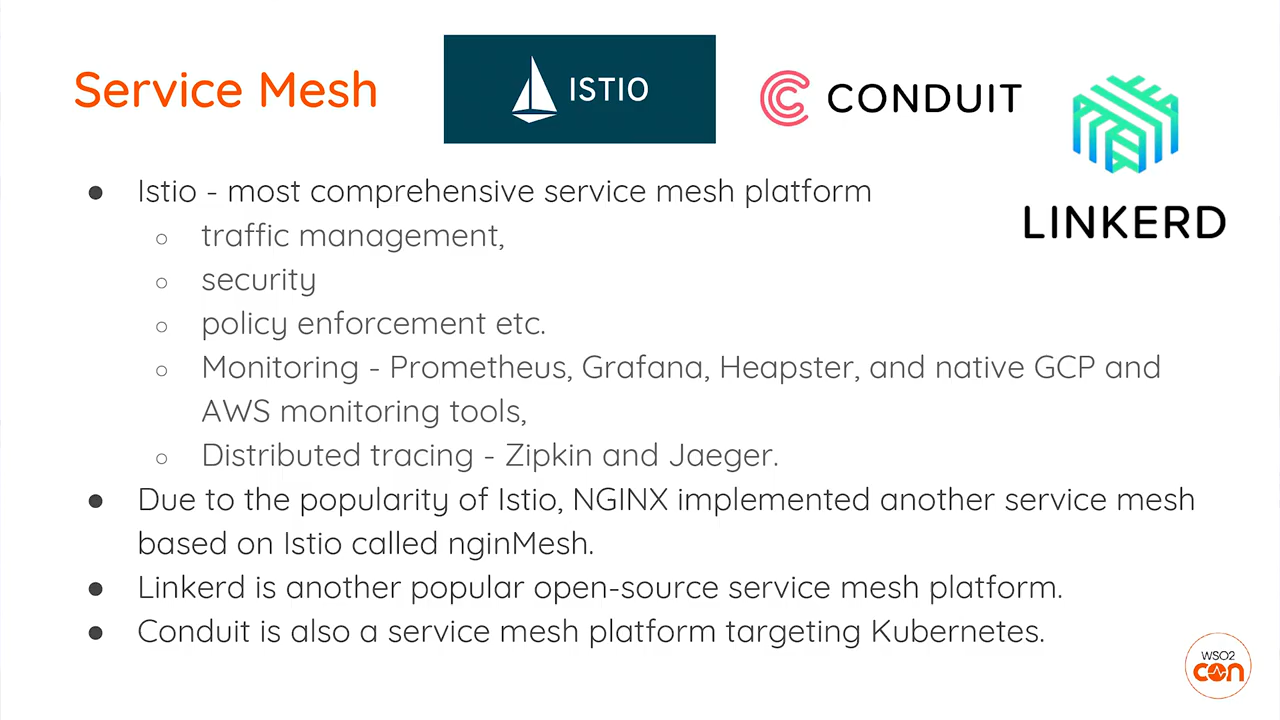 Service Mesh
ISTIO
CONDUIT
LINKERD
● Istio - most comprehensive service mesh platform
○ traffic management,
○ security
○ policy enforcement etc.
○ Monitoring - Prometheus, Grafana, Heapster, and native GCP and
AWS monitoring tools,
○ Distributed tracing - Zipkin and Jaeger.
● Due to the popularity of Istio, NGINX implemented another service mesh
based on Istio called nginMesh.
● Linkerd is another popular open-source service mesh platform.
● Conduit is also a service mesh platform targeting Kubernetes.
WSO2
con